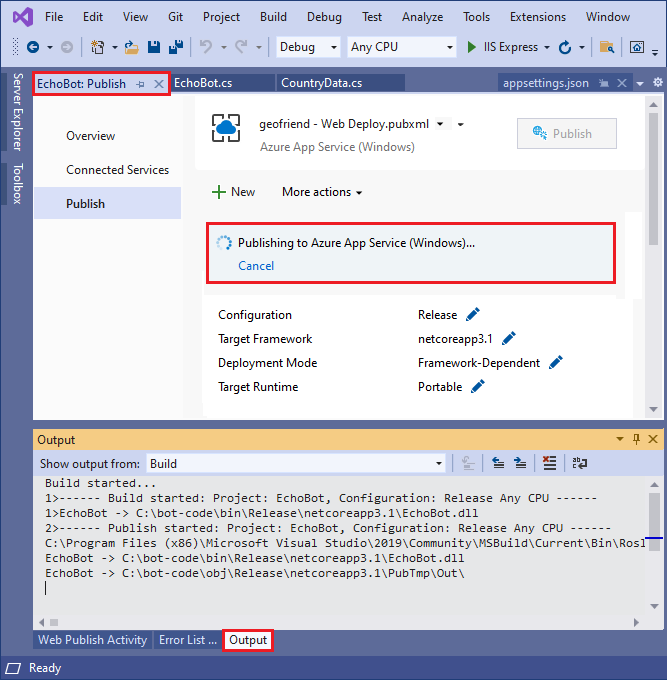 File Edit View Git Project Build Debug Test Analyze Tools Extensions Window
Debug Any CPU IIS Express
Server Explorer
Toolbox
EchoBot: Publish EchoBot.cs CountryData.cs appsettings.json
Overview
Connected Services
Publish
geofriend - Web Deploy.pubxml
Azure App Service (Windows)
Publish
New More actions
Publishing to Azure App Service (Windows)...
Cancel
Configuration Release
Target Framework netcoreapp3.1
Deployment Mode Framework-Dependent
Target Runtime Portable
Output
Show output from: Build
Build started...
1>------ Build started: Project: EchoBot, Configuration: Release Any CPU ------
1>EchoBot -> C:\bot-code\bin\Release\netcoreapp3.1\EchoBot.dll
2>------ Publish started: Project: EchoBot, Configuration: Release Any CPU ------
C:\Program Files (x86)\Microsoft Visual Studio\2019\Community\MSBuild\Current\Bin\Rosl
EchoBot -> C:\bot-code\bin\Release\netcoreapp3.1\EchoBot.dll
EchoBot -> C:\bot-code\obj\Release\netcoreapp3.1\PubTmp\Out\
Web Publish Activity Error List ... Output
Ready